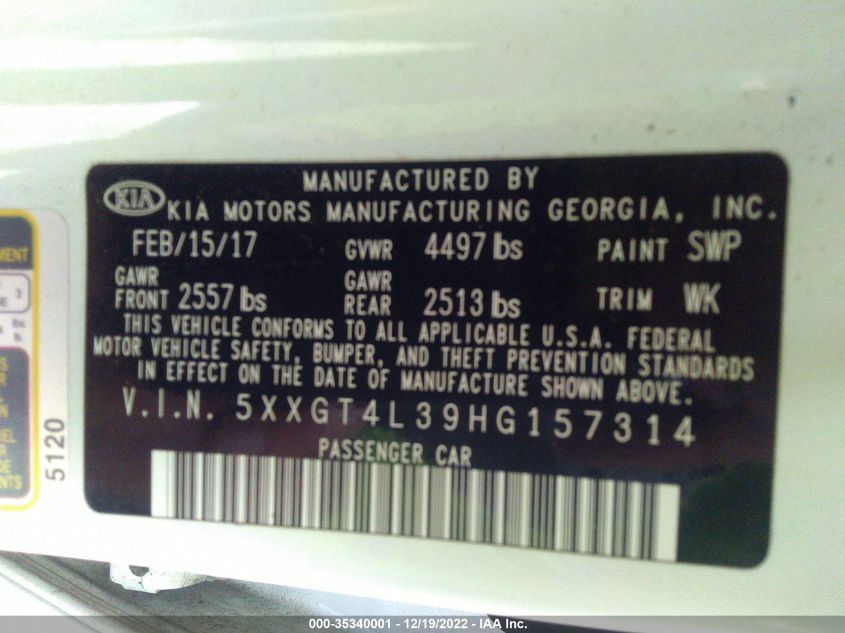 MANUFACTURED BY
KIA KIA MOTORS MANUFACTURING GEORGIA, INC.
FEB/15/17 GVWR 4497 lbs PAINT SWP
GAWR FRONT 2557 lbs GAWR REAR 2513 lbs TRIM WK
THIS VEHICLE CONFORMS TO ALL APPLICABLE U.S.A. FEDERAL
MOTOR VEHICLE SAFETY, BUMPER, AND THEFT PREVENTION STANDARDS
IN EFFECT ON THE DATE OF MANUFACTURE SHOWN ABOVE.
V.I.N. 5XXGT4L39HG157314
PASSENGER CAR
5120
000-35340001 - 12/19/2022 - IAA Inc.